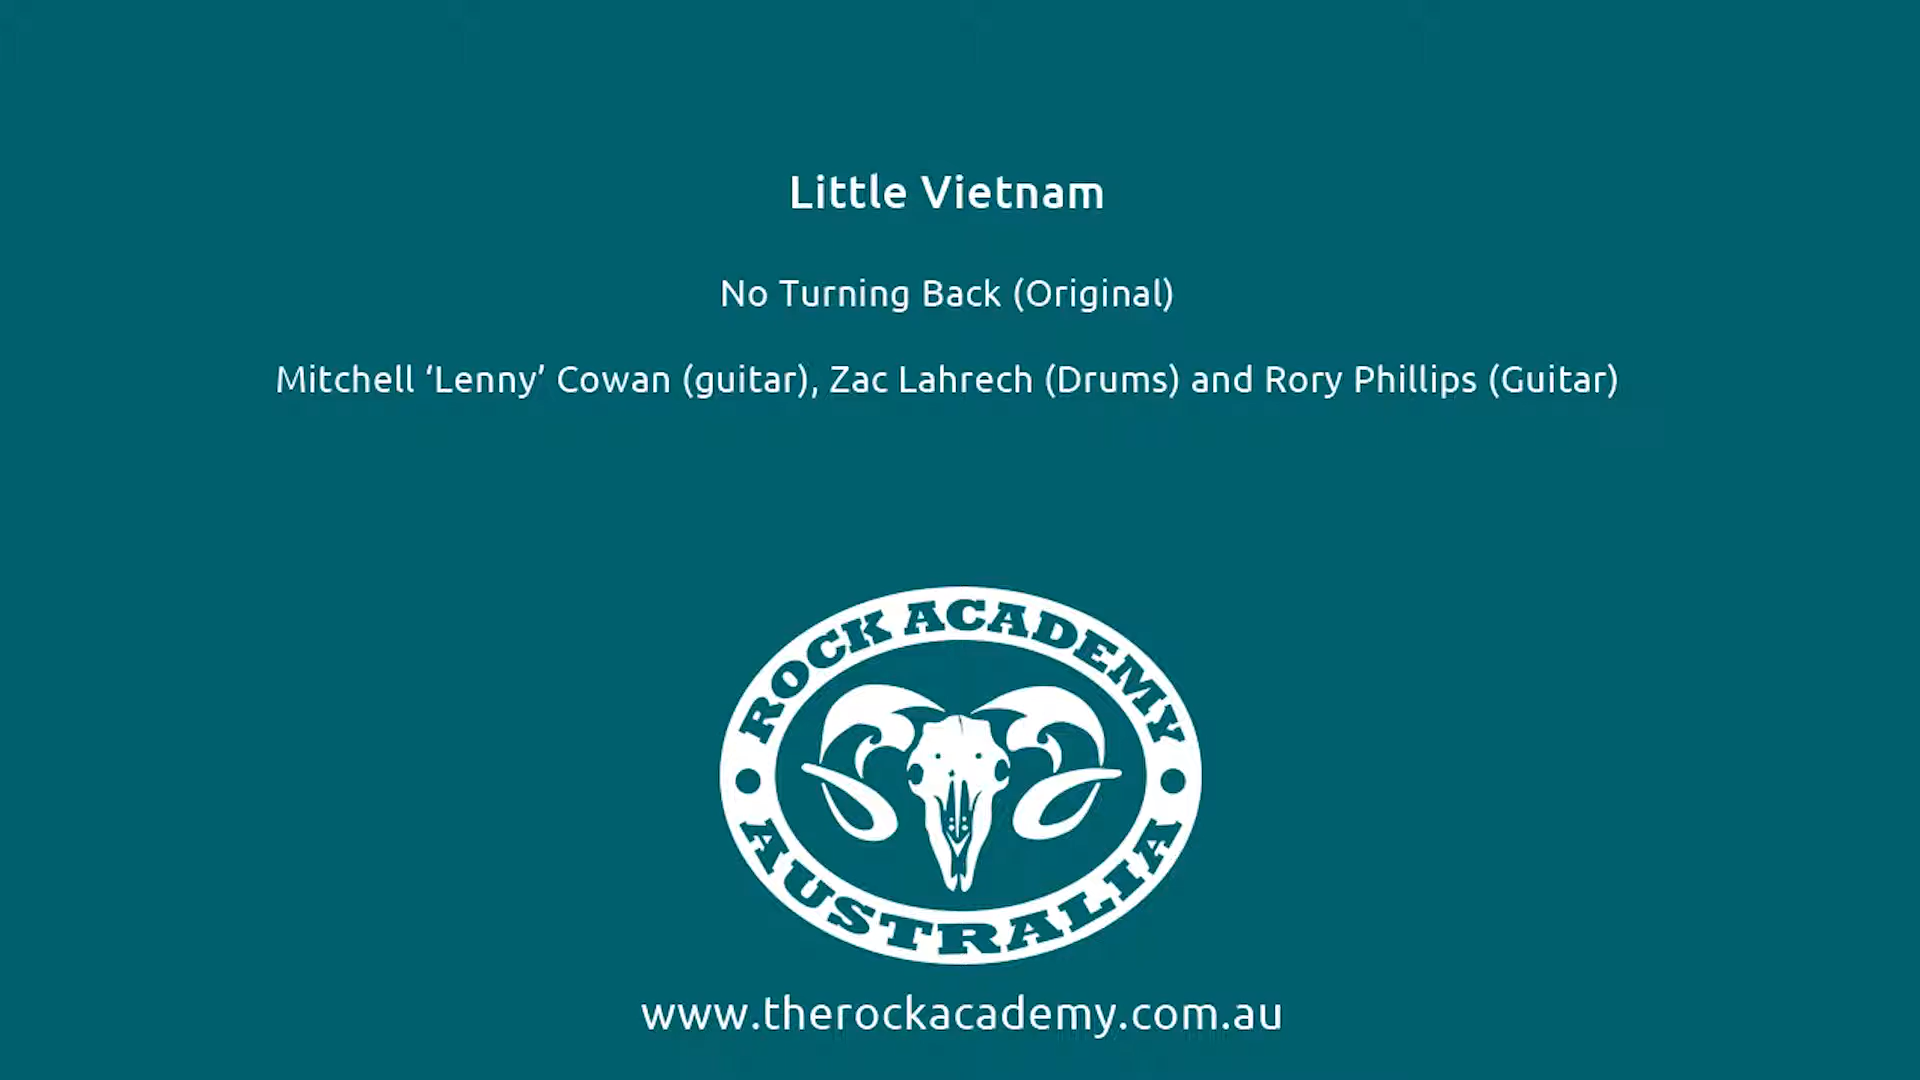 Little Vietnam
No Turning Back (Original)
Mitchell ‘Lenny’ Cowan (guitar), Zac Lahrech (Drums) and Rory Phillips (Guitar)
ROCK ACADEMY
AUSTRALIA
www.therockacademy.com.au